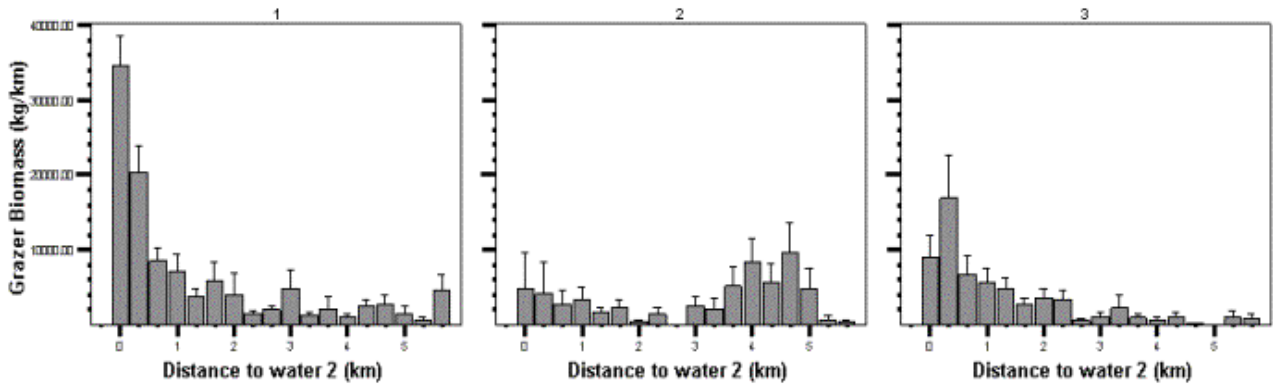 1 2 3
40000.00
30000.00
20000.00
10000.00
Grazer Biomass (kg/km)
0 1 2 3 4 5 0 1 2 3 4 5 0 1 2 3 4 5
Distance to water 2 (km) Distance to water 2 (km) Distance to water 2 (km)